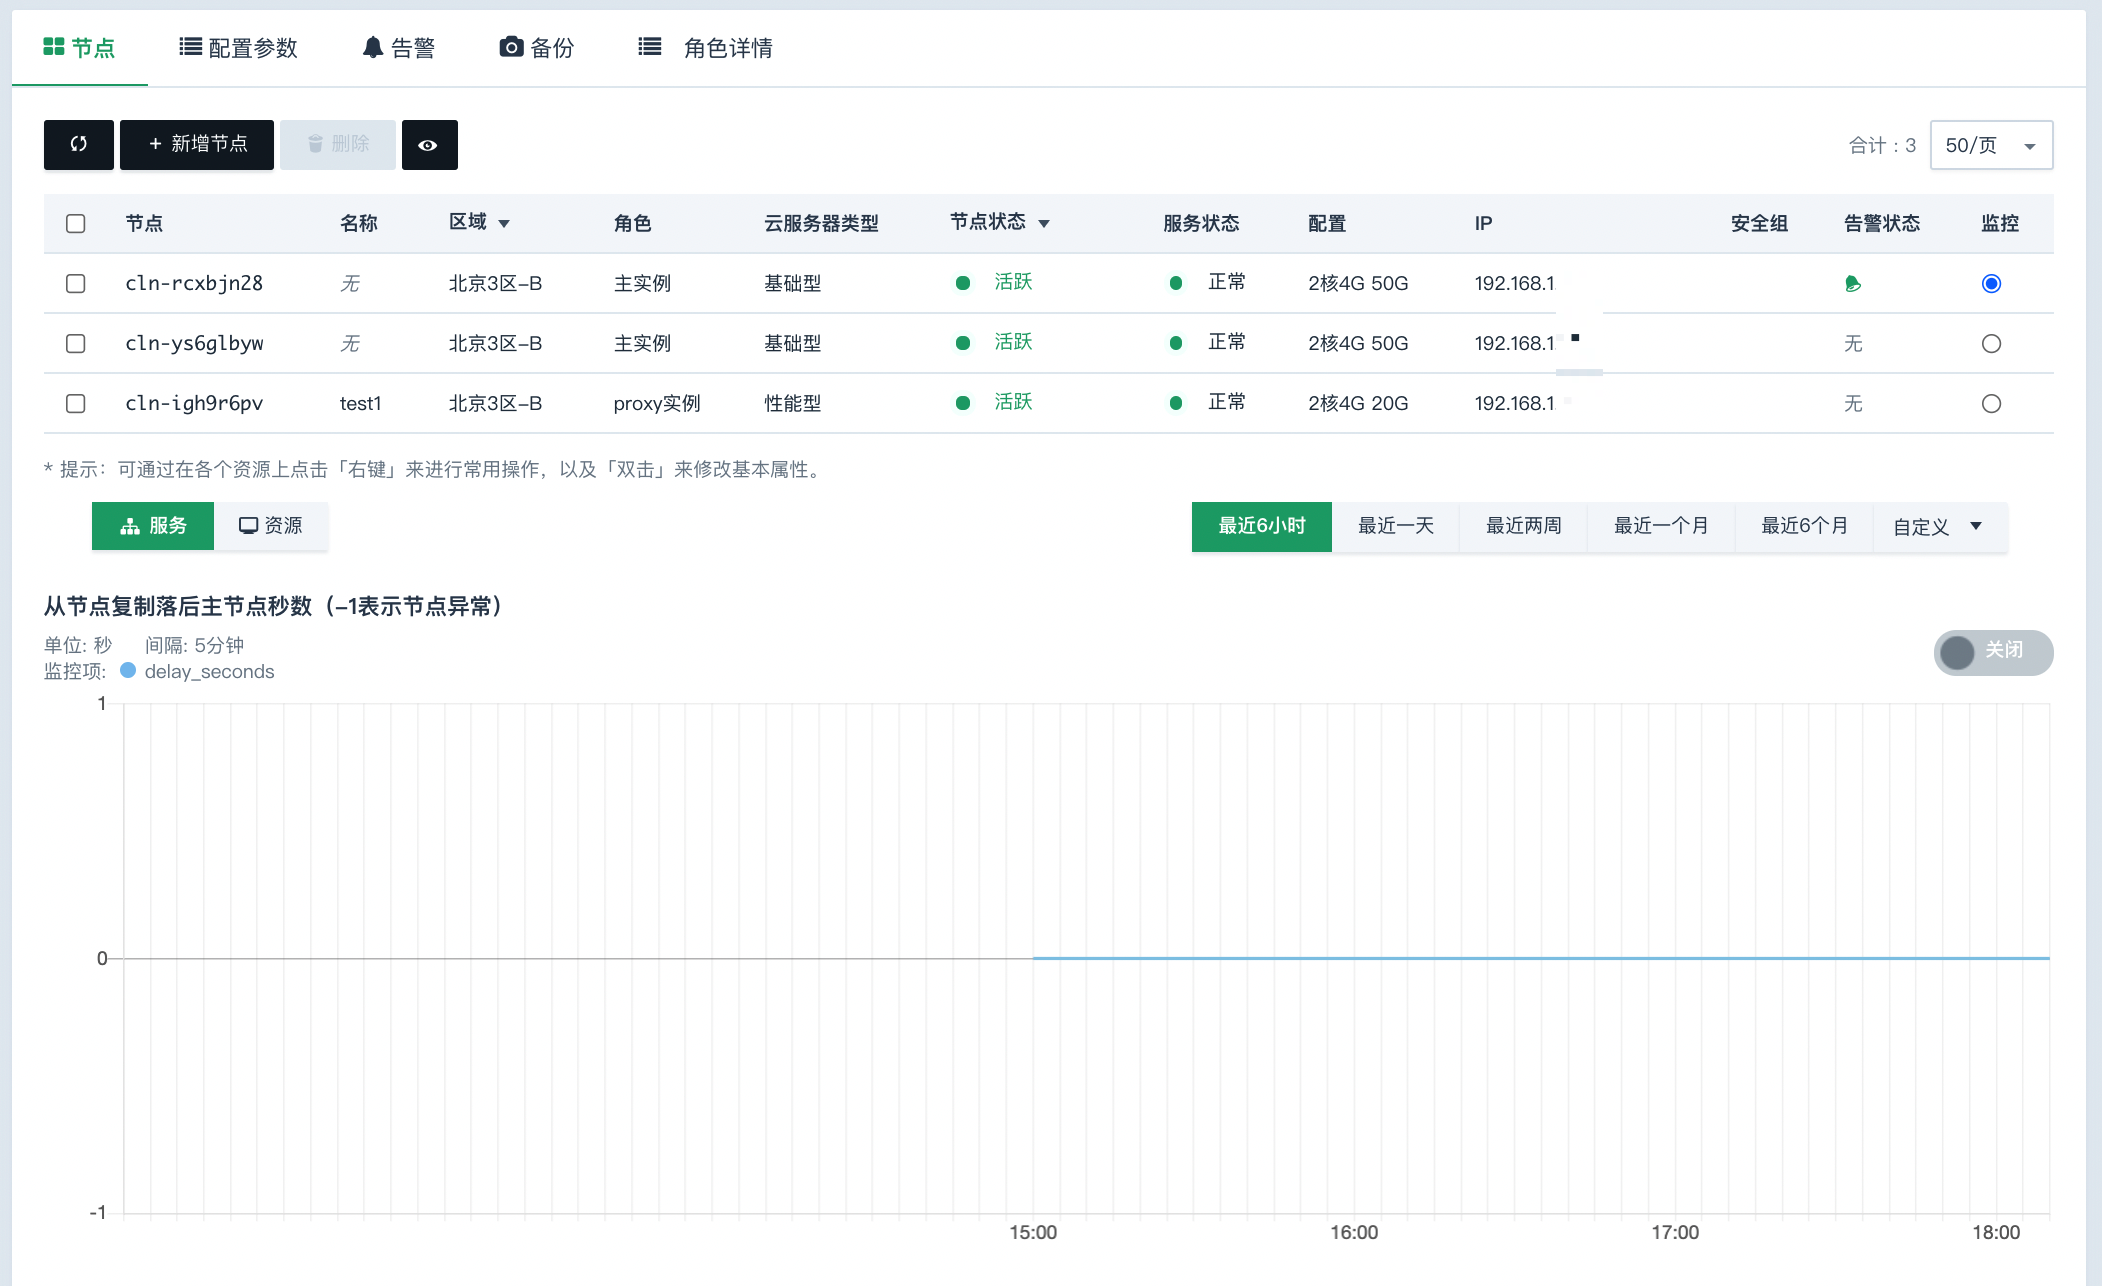 节点 配置参数 告警 备份 角色详情
+ 新增节点 删除 合计：3 50/页
节点 名称 区域 角色 云服务器类型 节点状态 服务状态 配置 IP 安全组 告警状态 监控
cln-rcxbjn28 无 北京3区-B 主实例 基础型 活跃 正常 2核4G 50G 192.168.1.
cln-ys6glbyw 无 北京3区-B 主实例 基础型 活跃 正常 2核4G 50G 192.168.1. 无
cln-igh9r6pv test1 北京3区-B proxy实例 性能型 活跃 正常 2核4G 20G 192.168.1. 无
* 提示：可通过在各个资源上点击「右键」来进行常用操作，以及「双击」来修改基本属性。
服务 资源 最近6小时 最近一天 最近两周 最近一个月 最近6个月 自定义
从节点复制落后主节点秒数（-1表示节点异常）
单位: 秒 间隔: 5分钟
关闭
监控项: delay_seconds
1
0
-1
15:00 16:00 17:00 18:00